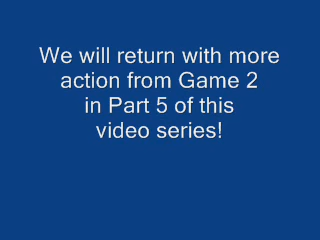 We will return with more
action from Game 2
in Part 5 of this
video series!